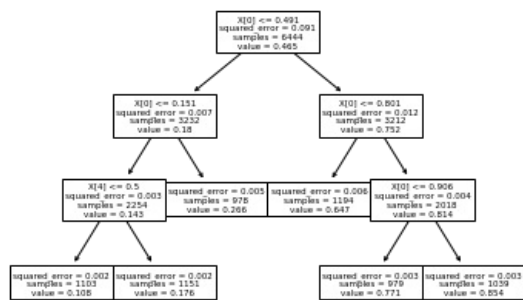 X[0] <= 0.491
squared_error = 0.091
samples = 6444
value = 0.465
X[0] <= 0.151
squared_error = 0.007
samples = 3232
value = 0.18
X[0] <= 0.801
squared_error = 0.012
samples = 3212
value = 0.752
X[4] <= 0.5
squared_error = 0.003
samples = 2254
value = 0.143
squared_error = 0.005
samples = 978
value = 0.266
squared_error = 0.006
samples = 1194
value = 0.647
X[0] <= 0.906
squared_error = 0.004
samples = 2018
value = 0.814
squared_error = 0.002
samples = 1103
value = 0.108
squared_error = 0.002
samples = 1151
value = 0.176
squared_error = 0.003
samples = 979
value = 0.771
squared_error = 0.003
samples = 1039
value = 0.854